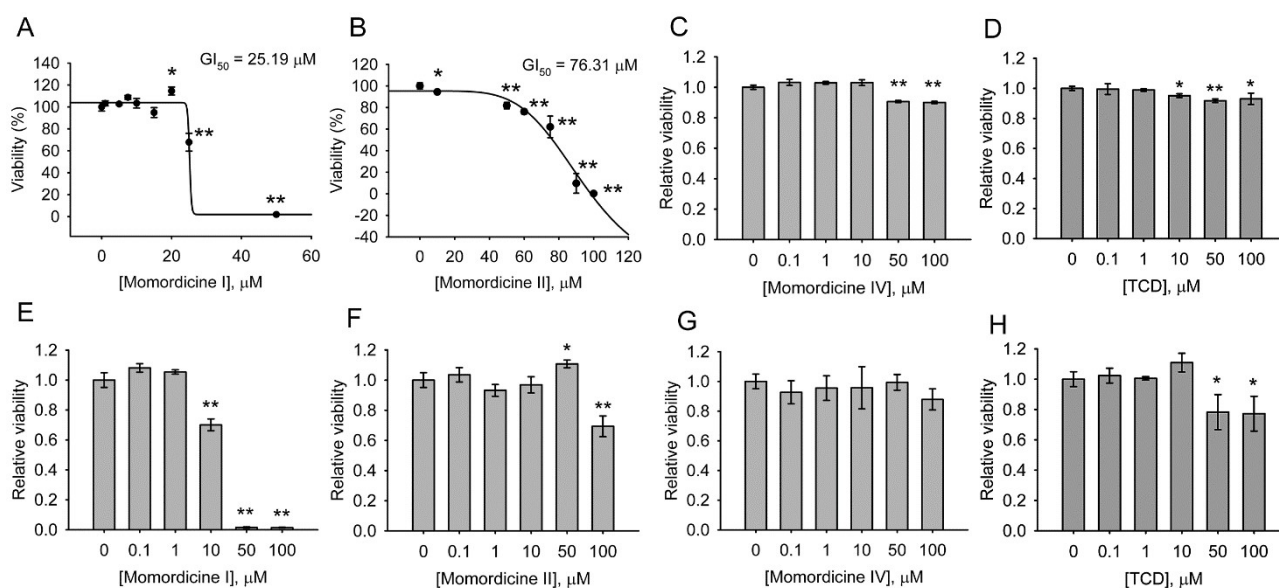 A
GI50 = 25.19 μM
Viability (%)
140
120
100
80
60
40
20
0
*
**
**
0 20 40 60
[Momordicine I], μM
B
GI50 = 76.31 μM
Viability (%)
120
100
80
60
40
20
0
-20
-40
*
**
**
**
**
**
0 20 40 60 80 100 120
[Momordicine II], μM
C
Relative viability
1.2
1.0
0.8
0.6
0.4
0.2
0.0
** **
0 0.1 1 10 50 100
[Momordicine IV], μM
D
Relative viability
1.2
1.0
0.8
0.6
0.4
0.2
0.0
* ** *
0 0.1 1 10 50 100
[TCD], μM
E
Relative viability
1.2
1.0
0.8
0.6
0.4
0.2
0.0
**
** **
0 0.1 1 10 50 100
[Momordicine I], μM
F
Relative viability
1.2
1.0
0.8
0.6
0.4
0.2
0.0
*
**
0 0.1 1 10 50 100
[Momordicine II], μM
G
Relative viability
1.2
1.0
0.8
0.6
0.4
0.2
0.0
0 0.1 1 10 50 100
[Momordicine IV], μM
H
Relative viability
1.2
1.0
0.8
0.6
0.4
0.2
0.0
* *
0 0.1 1 10 50 100
[TCD], μM